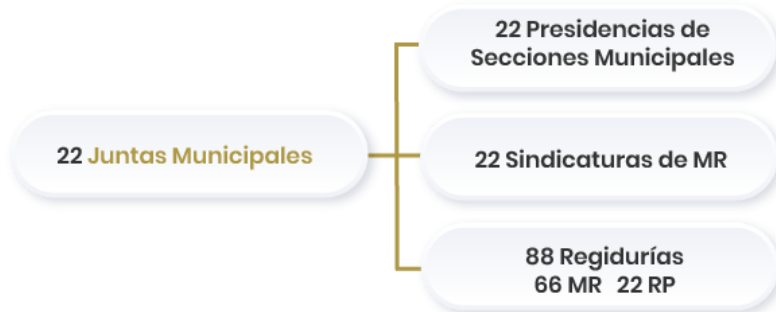 22 Presidencias de
Secciones Municipales
22 Juntas Municipales
22 Sindicaturas de MR
88 Regidurías
66 MR 22 RP